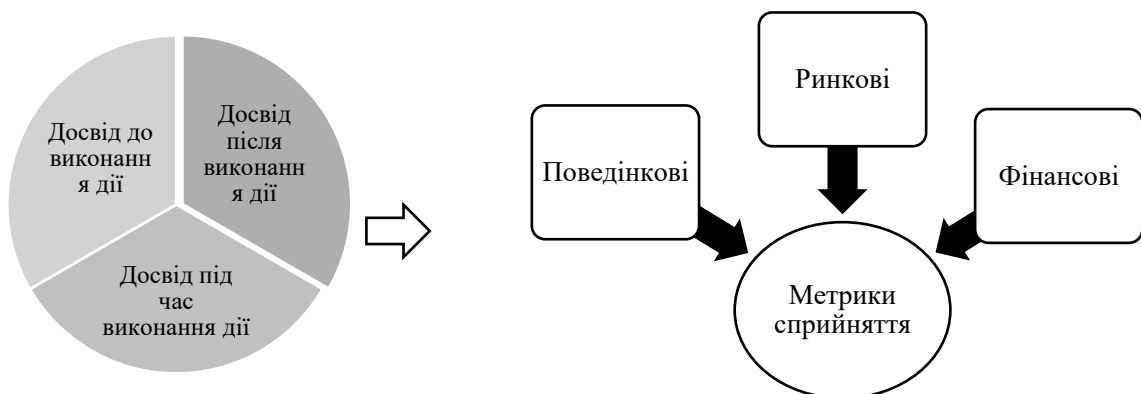 Досвід до
виконанн
я дії
Досвід
після
виконанн
я дії
Досвід під
час
виконання дії
Поведінкові
Ринкові
Фінансові
Метрики
сприйняття